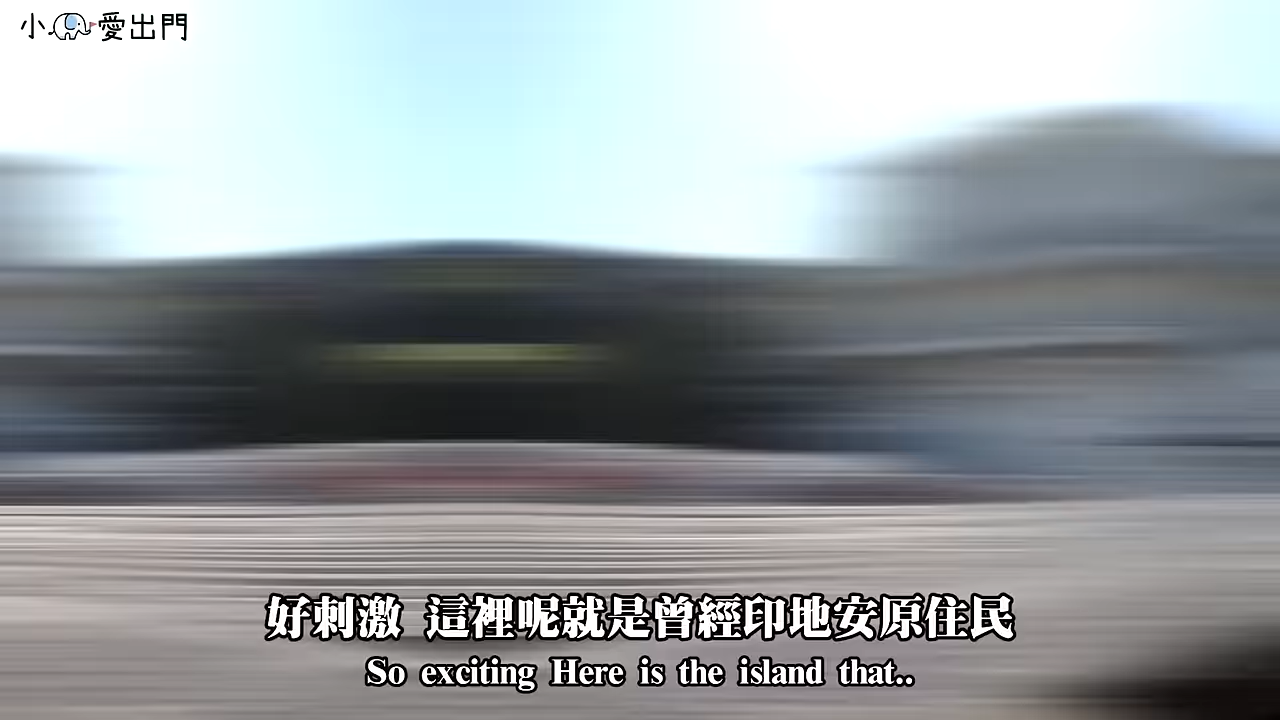 小愛出門
好刺激 這裡呢就是曾經印地安原住民
So exciting Here is the island that..